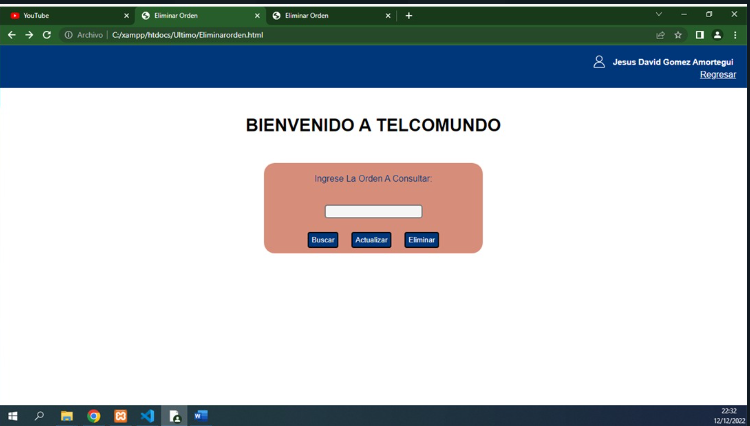 YouTube
Eliminar Orden
Eliminar Orden
Archivo
C:/xampp/htdocs/Ultimo/Eliminarorden.html
Jesus David Gomez Amortegui
Regresar
BIENVENIDO A TELCOMUNDO
Ingrese La Orden A Consultar:
Buscar Actualizar Eliminar
22:32
12/12/2022